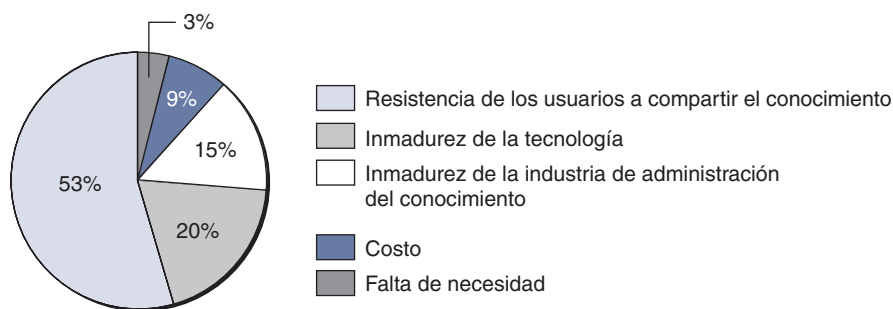 3%
9%
15%
53%
20%
Resistencia de los usuarios a compartir el conocimiento
Inmadurez de la tecnología
Inmadurez de la industria de administración
del conocimiento
Costo
Falta de necesidad